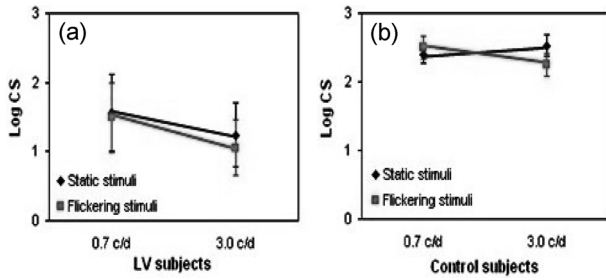 (a)
3
2
1
0
Log CS
Static stimuli
Flickering stimuli
0.7 c/d 3.0 c/d
LV subjects
(b)
3
2
1
0
Log CS
Static stimuli
Flickering stimuli
0.7 c/d 3.0 c/d
Control subjects